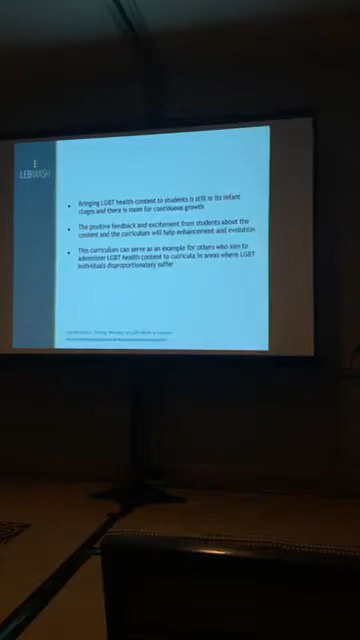 LEBMASH
Bringing LGBT health content to students is still in its infant
stages and there is room for continuous growth
The positive feedback and excitement from students about the
content and the curriculum will help enhancement and evolution
This curriculum can serve as an example for others who aim to
administer LGBT health content to curricula in areas where LGBT
individuals disproportionately suffer